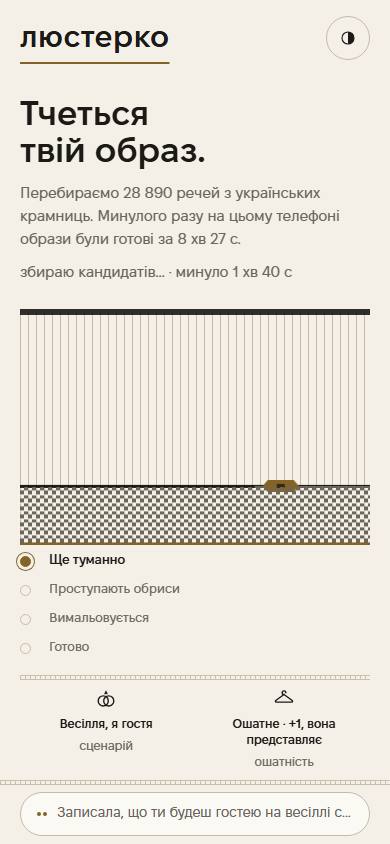 люстерко
Тчеться
твій образ.
Перебираємо 28 890 речей з українських
крамниць. Минулого разу на цьому телефоні
образи були готові за 8 хв 27 с.
збираю кандидатів... · минуло 1 хв 40 с
Ще туманно
Проступають обриси
Вимальовується
Готово
Весілля, я гостя
сценарій
Ошатне · +1, вона
представляє
ошатність
Записала, що ти будеш гостею на весіллі с...